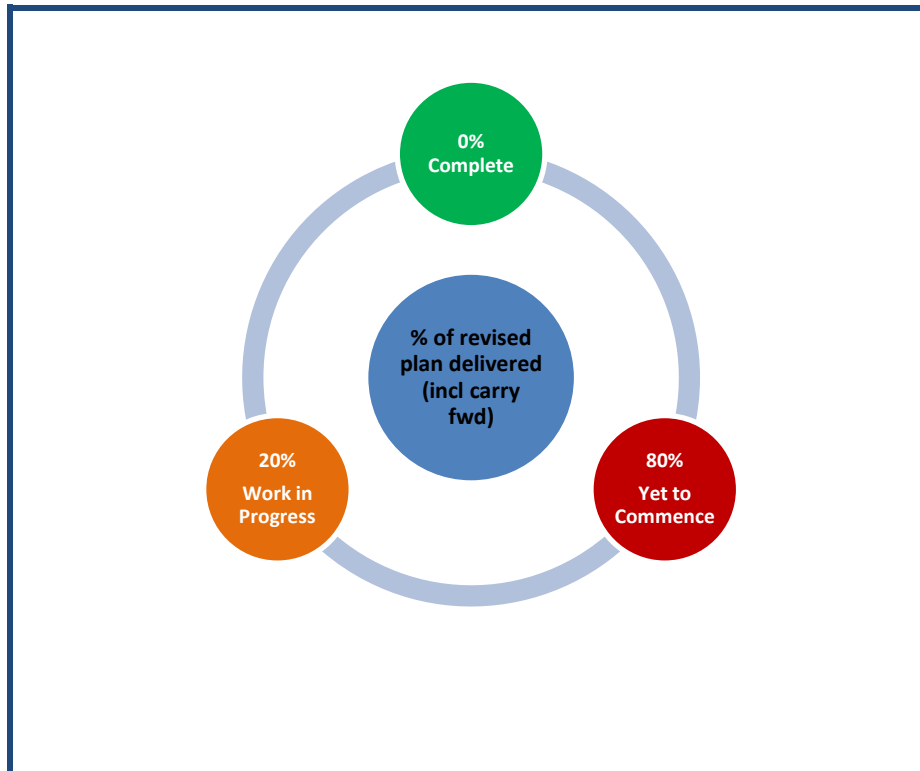 0%
Complete
% of revised
plan delivered
(incl carry
fwd)
20%
Work in
Progress
80%
Yet to
Commence